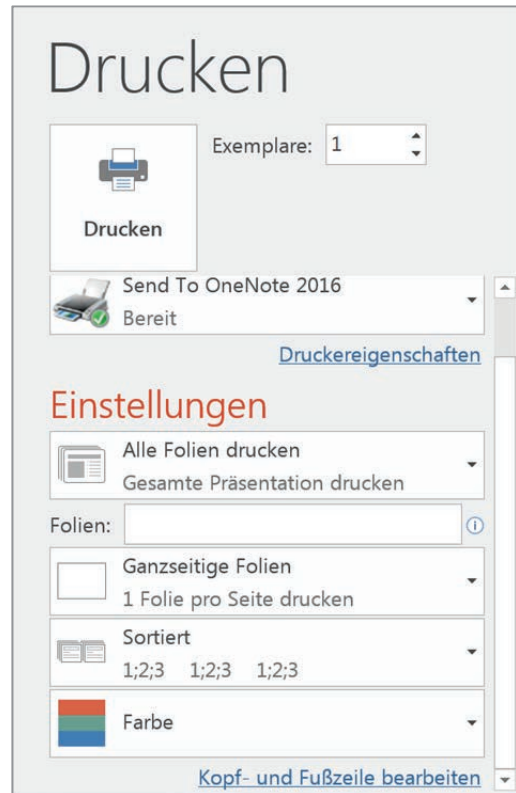 Drucken
Exemplare: 1
Drucken
Send To OneNote 2016
Bereit
Druckereigenschaften
Einstellungen
Alle Folien drucken
Gesamte Präsentation drucken
Folien:
Ganzseitige Folien
1 Folie pro Seite drucken
Sortiert
1;2;3 1;2;3 1;2;3
Farbe
Kopf- und Fußzeile bearbeiten